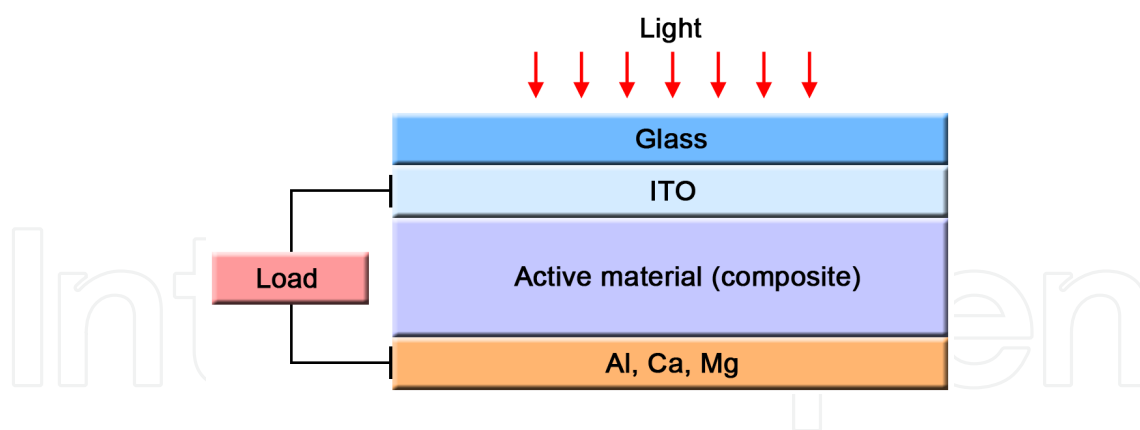 Light
Glass
ITO
Load
Active material (composite)
Al, Ca, Mg